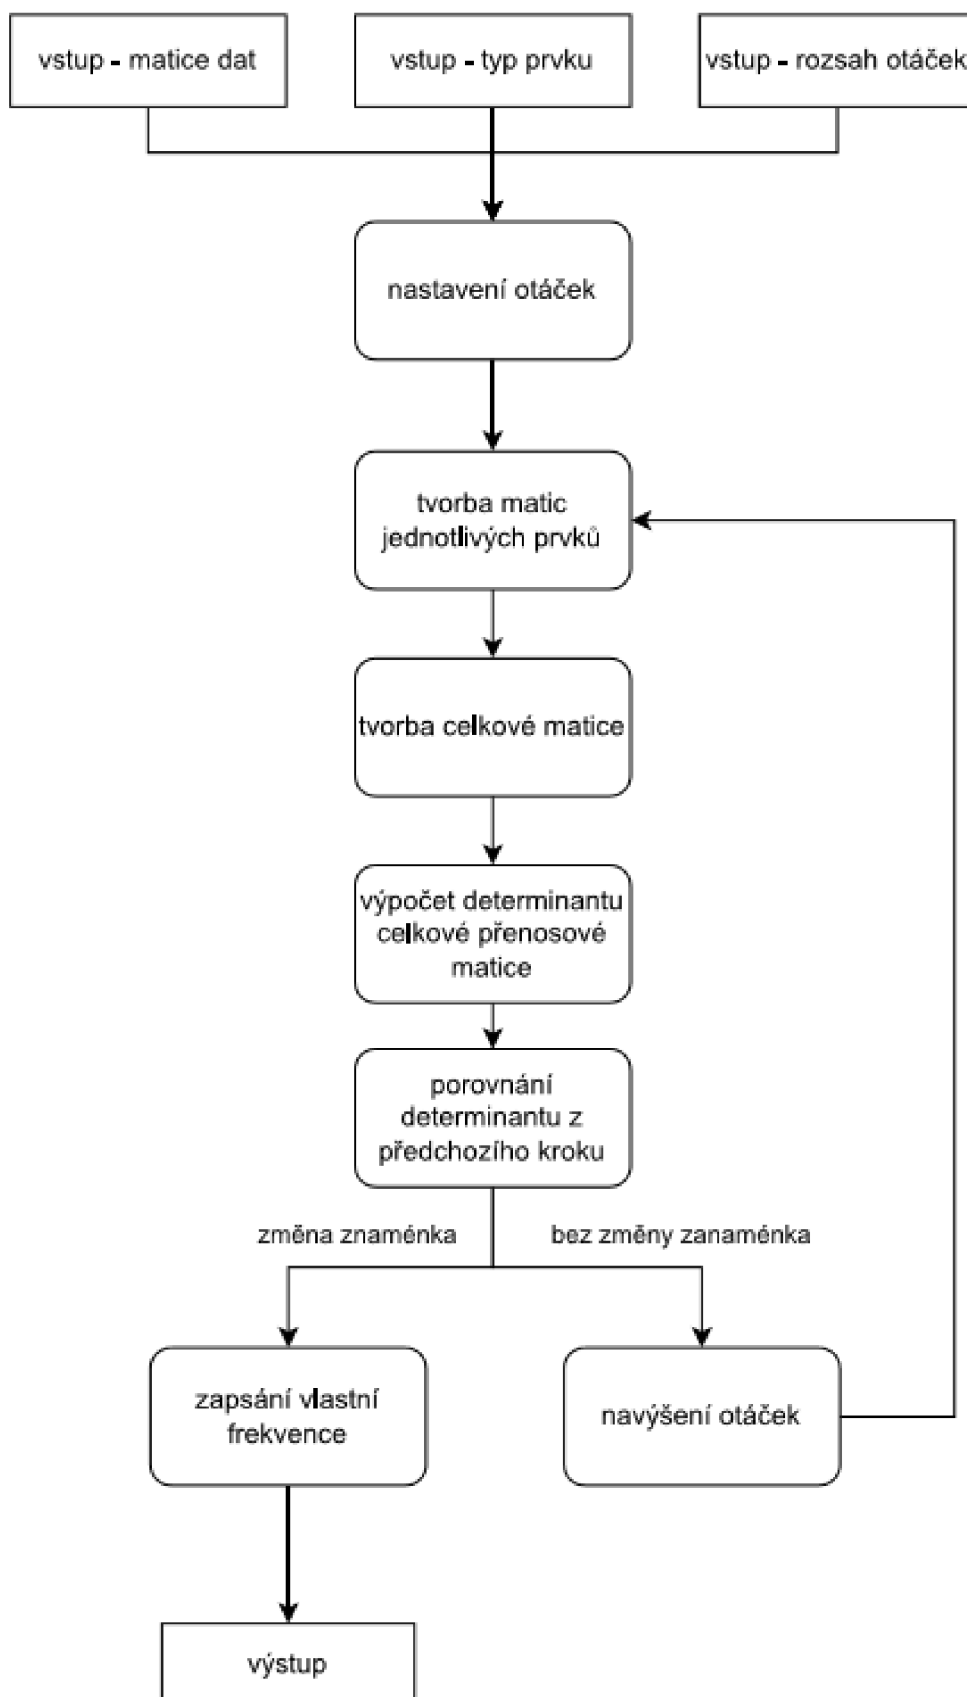 vstup - matice dat
vstup - typ prvku
vstup - rozsah otáček
nastavení otáček
tvorba matic
jednotlivých prvků
tvorba celkové matice
výpočet determinantu
celkové přenosové
matice
porovnání
determinantu z
předchozího kroku
změna znaménka
bez změny zanaménka
zapsání vlastní
frekvence
navýšení otáček
výstup